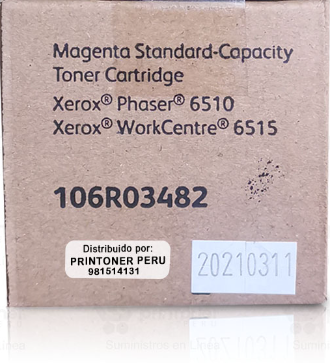 Magenta Standard-Capacity
Toner Cartridge
Xerox® Phaser® 6510
Xerox® WorkCentre® 6515
106R03482
Distribuido por:
PRINTONER PERU
981514131
20210311